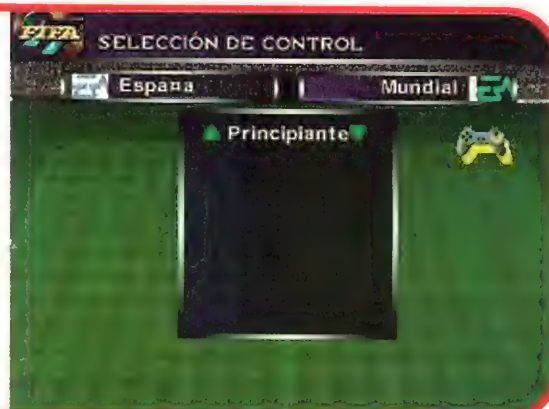 FIFA
SELECCIÓN DE CONTROL
España
Mundial
EA
Principiante